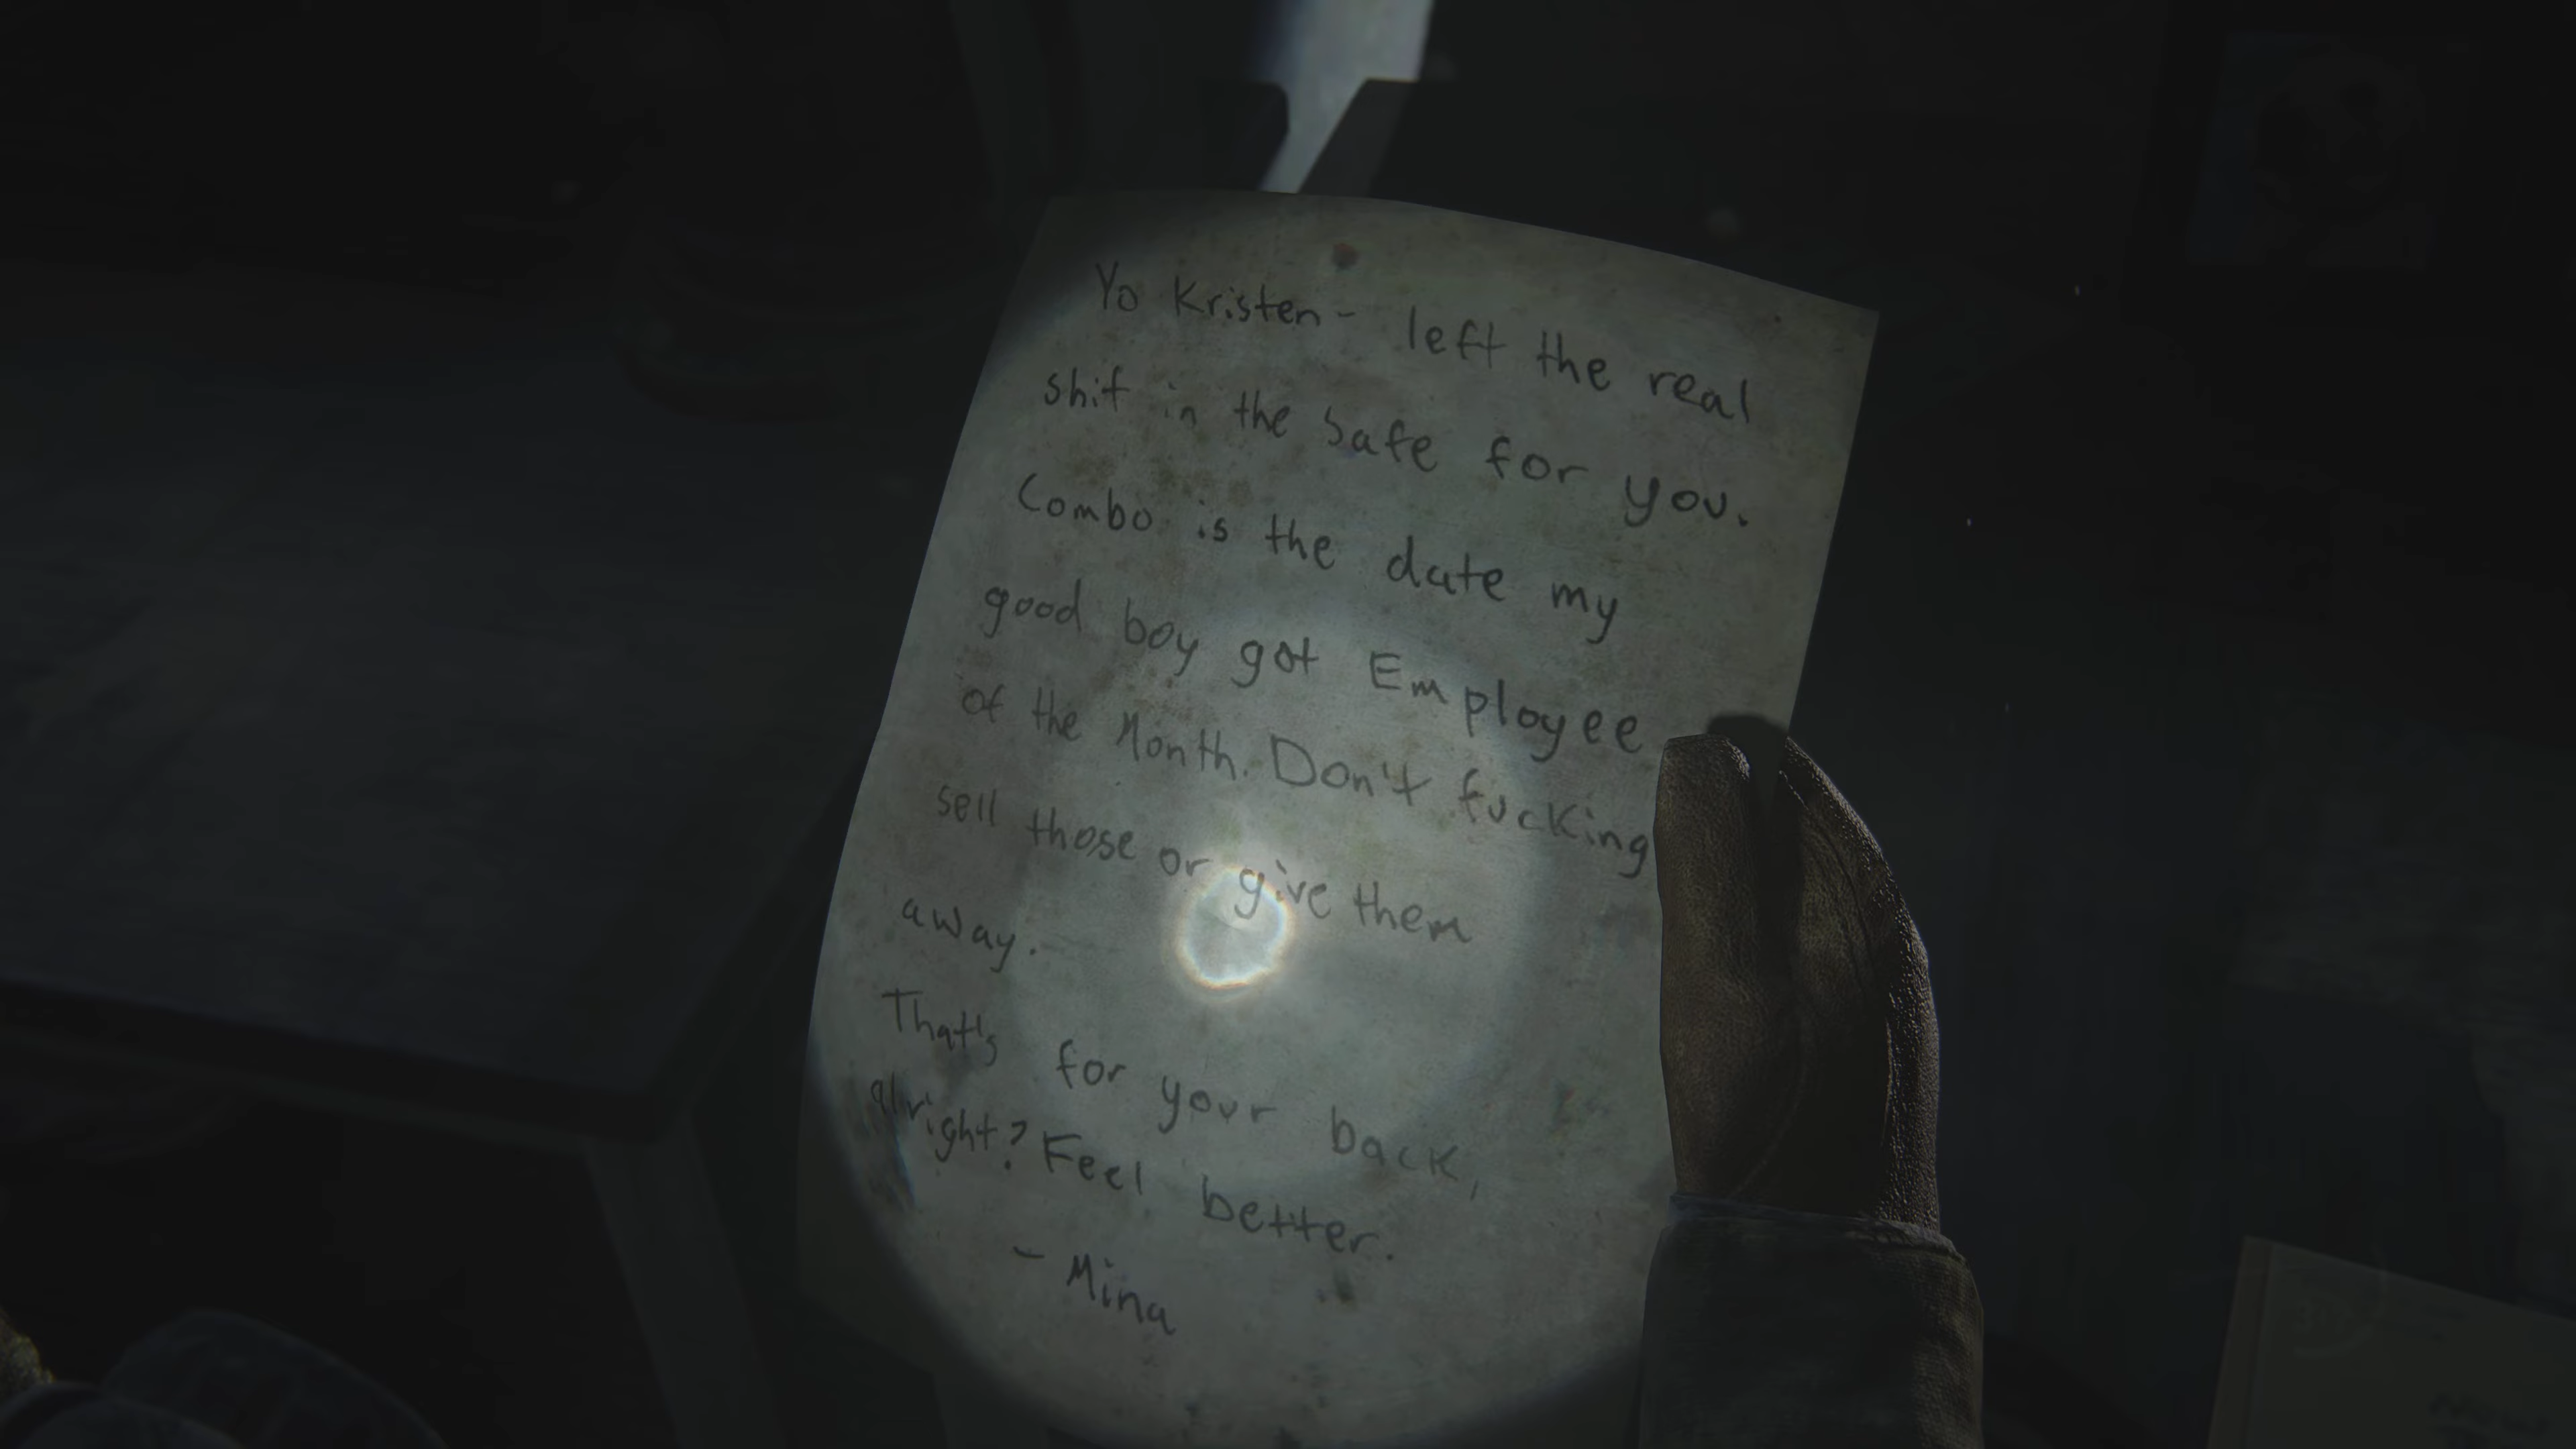 Yo Kristen- left the real
shit in the safe for you.
Combo is the date my
good boy got Employee
of the Month. Don't fucking
sell those or give them
away.
That's for your back,
alright? Feel better.
- Mina